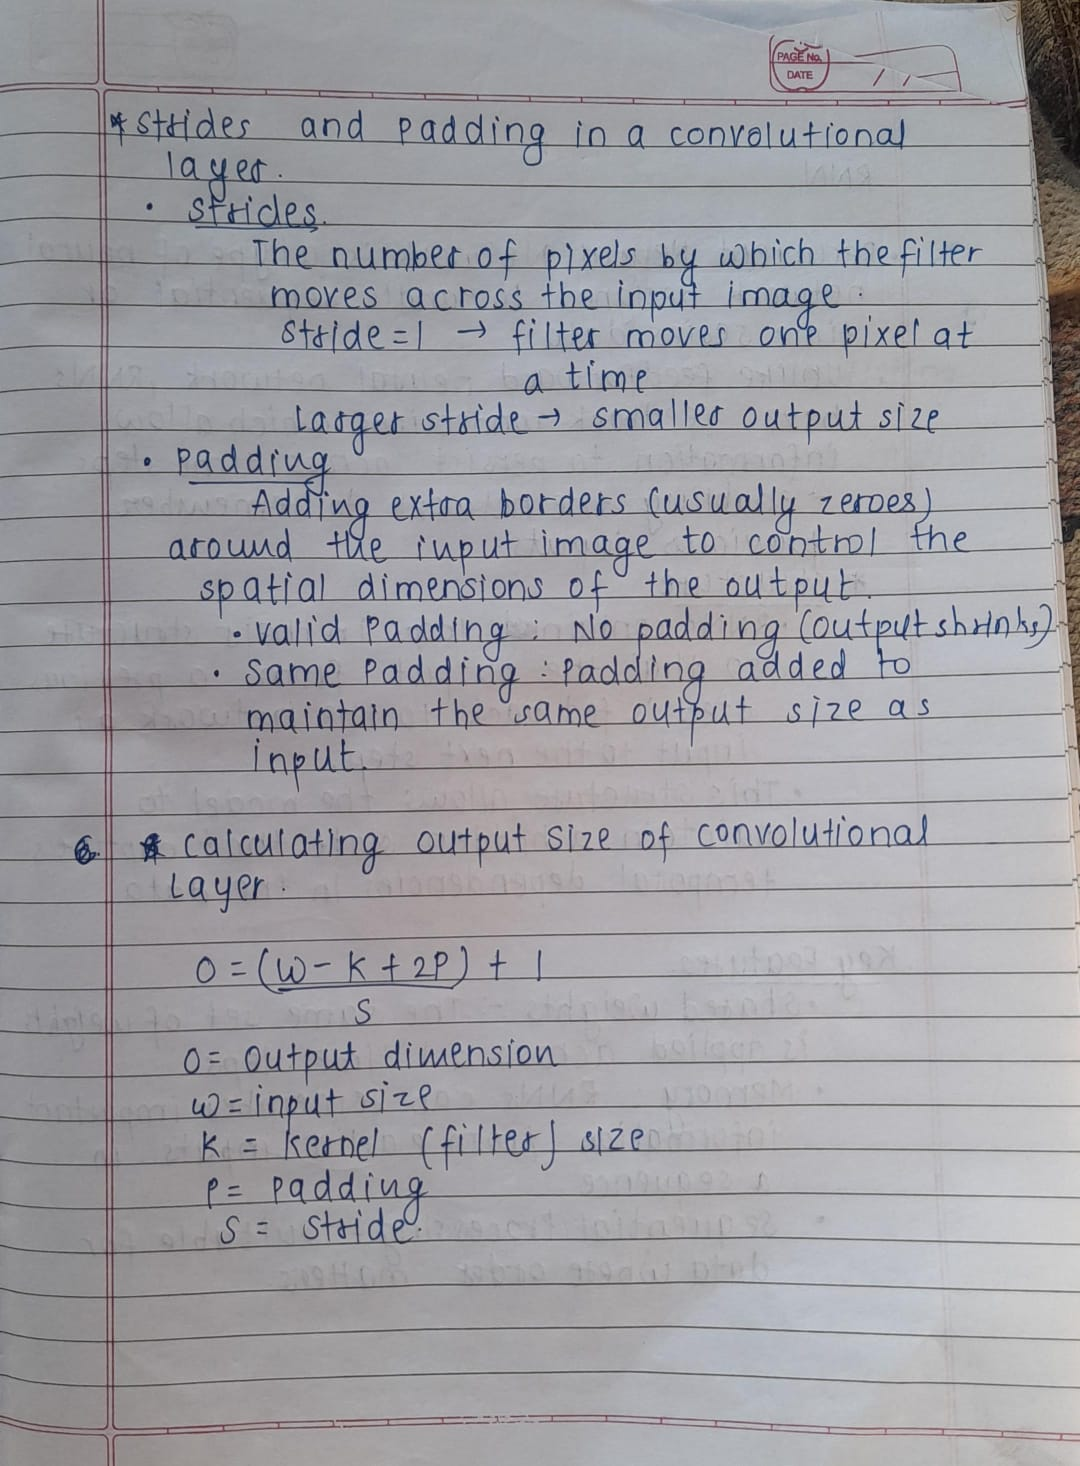 PAGE No.
DATE / /
* strides and padding in a convolutional
layer.
• strides.
The number of pixels by which the filter
moves across the input image.
stride=1 → filter moves one pixel at
a time
Larger stride → smaller output size
• padding
Adding extra borders (usually zeroes)
around the input image to control the
spatial dimensions of the output.
• valid Padding : No padding (output shrinks)
• same Padding : Padding added to
maintain the same output size as
input.
6. * calculating output size of convolutional
Layer.
O = (W - K + 2P) + 1
S
O = output dimension
W = input size
K = kernel (filter) size
P = padding
S = stride.